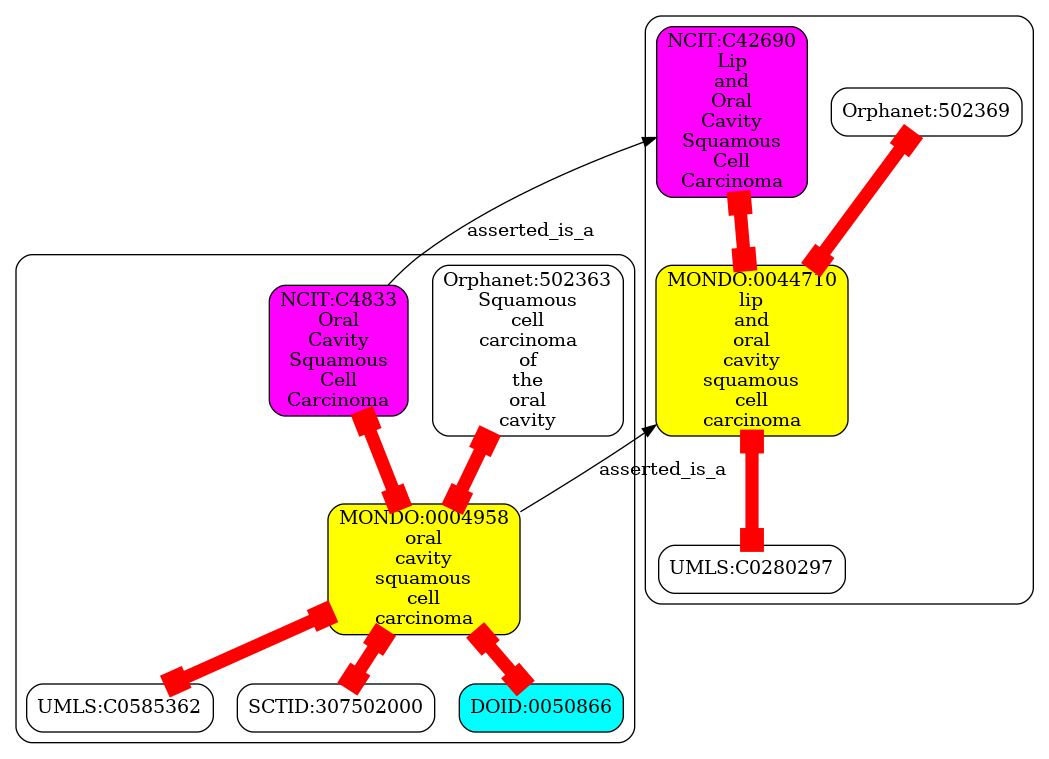 NCIT:C42690
Lip
and
Oral
Cavity
Squamous
Cell
Carcinoma
Orphanet:502369
asserted_is_a
NCIT:C4833
Oral
Cavity
Squamous
Cell
Carcinoma
Orphanet:502363
Squamous
cell
carcinoma
of
the
oral
cavity
MONDO:0044710
lip
and
oral
cavity
squamous
cell
carcinoma
asserted_is_a
MONDO:0004958
oral
cavity
squamous
cell
carcinoma
UMLS:C0280297
UMLS:C0585362
SCTID:307502000
DOID:0050866